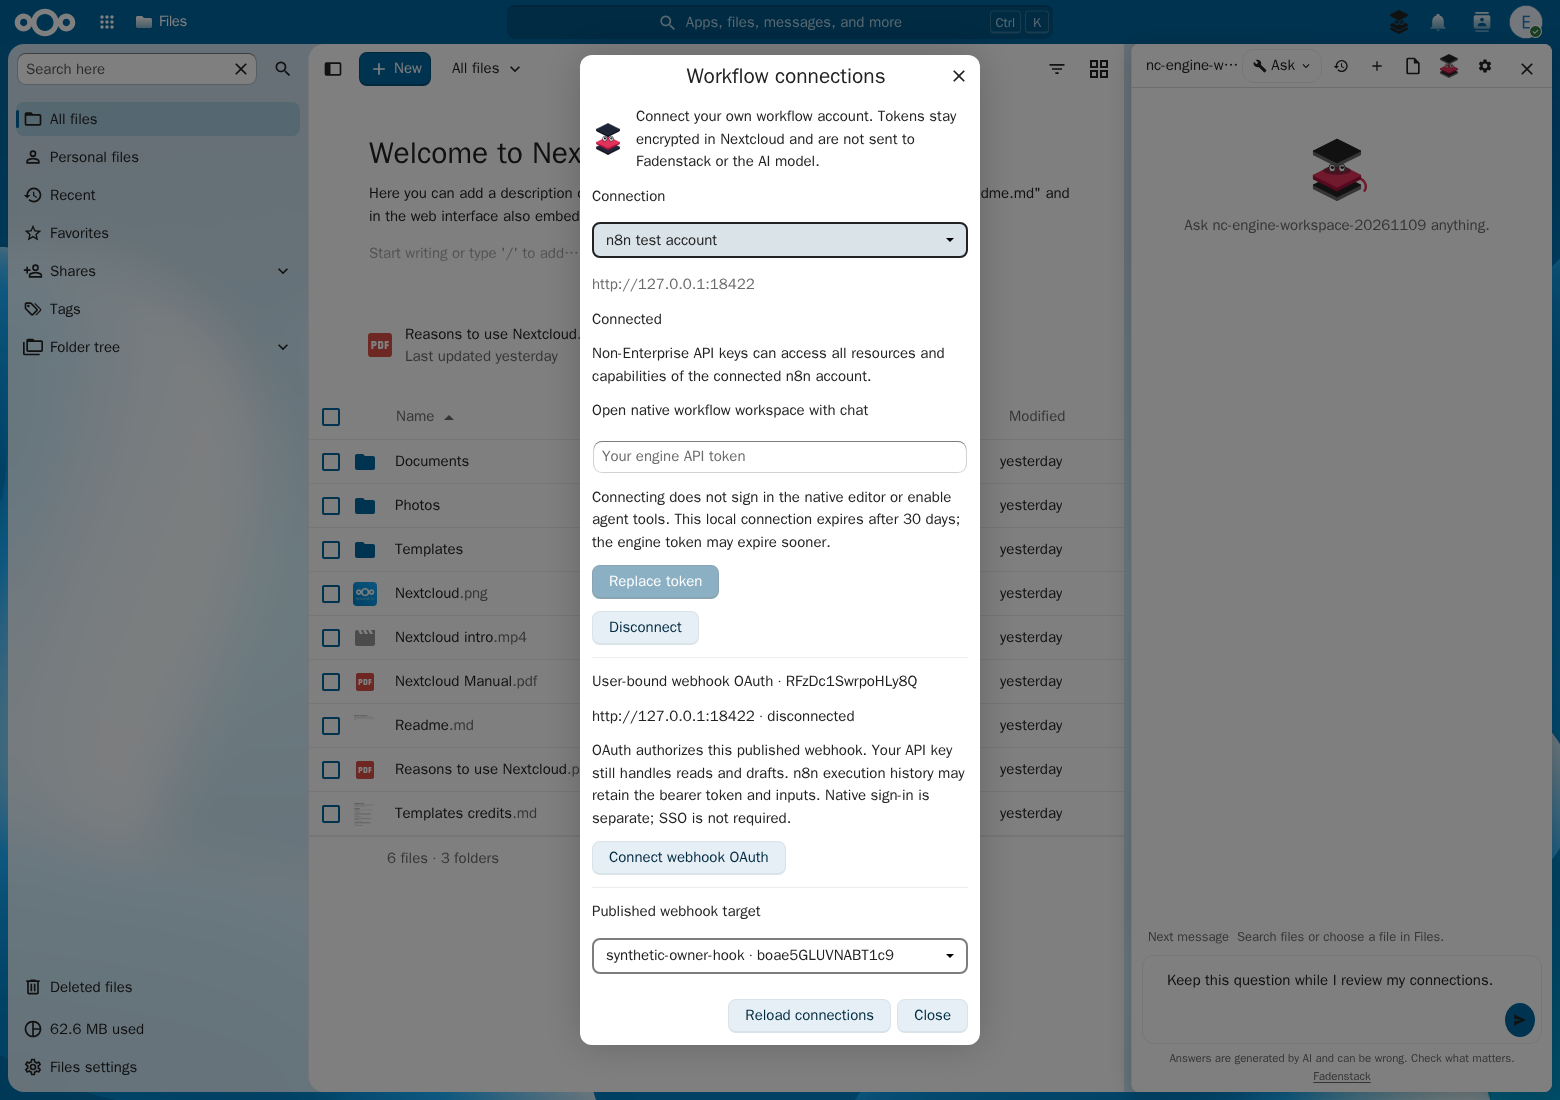 Files
Apps, files, messages, and more
Ctrl
K
E
Search here
New
All files
nc-engine-w···
Ask
All files
Personal files
Recent
Favorites
Shares
Tags
Folder tree
Deleted files
62.6 MB used
Files settings
Welcome to Nex
Here you can add a description
dme.md" and
in the web interface also embed
Start writing or type '/' to add···
Reasons to use Nextcloud.
Last updated yesterday
Name
Modified
Documents
yesterday
Photos
yesterday
Templates
yesterday
Nextcloud.png
yesterday
Nextcloud intro.mp4
yesterday
Nextcloud Manual.pdf
yesterday
Readme.md
yesterday
Reasons to use Nextcloud.p
yesterday
Templates credits.md
yesterday
6 files · 3 folders
PDF
PDF
PDF
Workflow connections
Connect your own workflow account. Tokens stay
encrypted in Nextcloud and are not sent to
Fadenstack or the AI model.
Connection
n8n test account
http://127.0.0.1:18422
Connected
Non-Enterprise API keys can access all resources and
capabilities of the connected n8n account.
Open native workflow workspace with chat
Your engine API token
Connecting does not sign in the native editor or enable
agent tools. This local connection expires after 30 days;
the engine token may expire sooner.
Replace token
Disconnect
User-bound webhook OAuth · RFzDc1SwrpoHLy8Q
http://127.0.0.1:18422 · disconnected
OAuth authorizes this published webhook. Your API key
still handles reads and drafts. n8n execution history may
retain the bearer token and inputs. Native sign-in is
separate; SSO is not required.
Connect webhook OAuth
Published webhook target
synthetic-owner-hook · boae5GLUVNABT1c9
Reload connections
Close
Ask nc-engine-workspace-20261109 anything.
Next message Search files or choose a file in Files.
Keep this question while I review my connections.
Answers are generated by AI and can be wrong. Check what matters.
Fadenstack